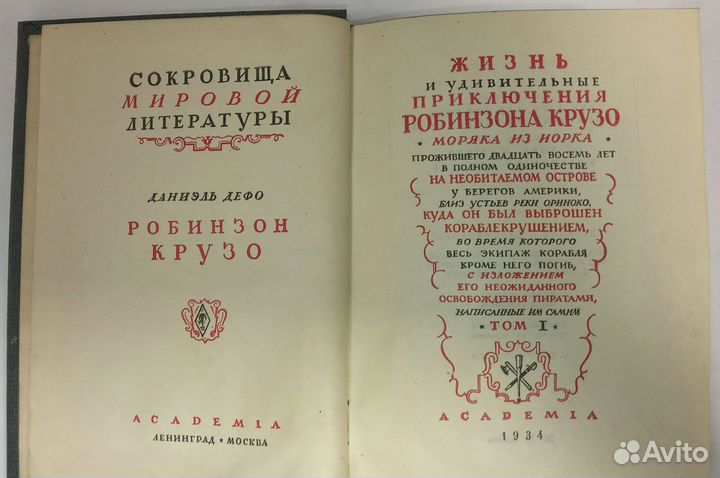 СОКРОВИЩА
МИРОВОЙ
ЛИТЕРАТУРЫ
ДАНИЭЛЬ ДЕФО
РОБИНЗОН
КРУЗО
ACADEMIA
ЛЕНИНГРАД * МОСКВА
ЖИЗНЬ
И УДИВИТЕЛЬНЫЕ
ПРИКЛЮЧЕНИЯ
РОБИНЗОНА КРУЗО
* МОРЯКА ИЗ ЙОРКА *
ПРОЖИВШЕГО ДВАДЦАТЬ ВОСЕМЬ ЛЕТ
В ПОЛНОМ ОДИНОЧЕСТВЕ
НА НЕОБИТАЕМОМ ОСТРОВЕ
У БЕРЕГОВ АМЕРИКИ,
БЛИЗ УСТЬЕВ РЕКИ ОРИНОКО,
КУДА ОН БЫЛ ВЫБРОШЕН
КОРАБЛЕКРУШЕНИЕМ,
ВО ВРЕМЯ КОТОРОГО
ВЕСЬ ЭКИПАЖ КОРАБЛЯ
КРОМЕ НЕГО ПОГИБ,
С ИЗЛОЖЕНИЕМ
ЕГО НЕОЖИДАННОГО
ОСВОБОЖДЕНИЯ ПИРАТАМИ,
НАПИСАННЫЕ ИМ САМИМ
* ТОМ I *
ACADEMIA
1934
Avito